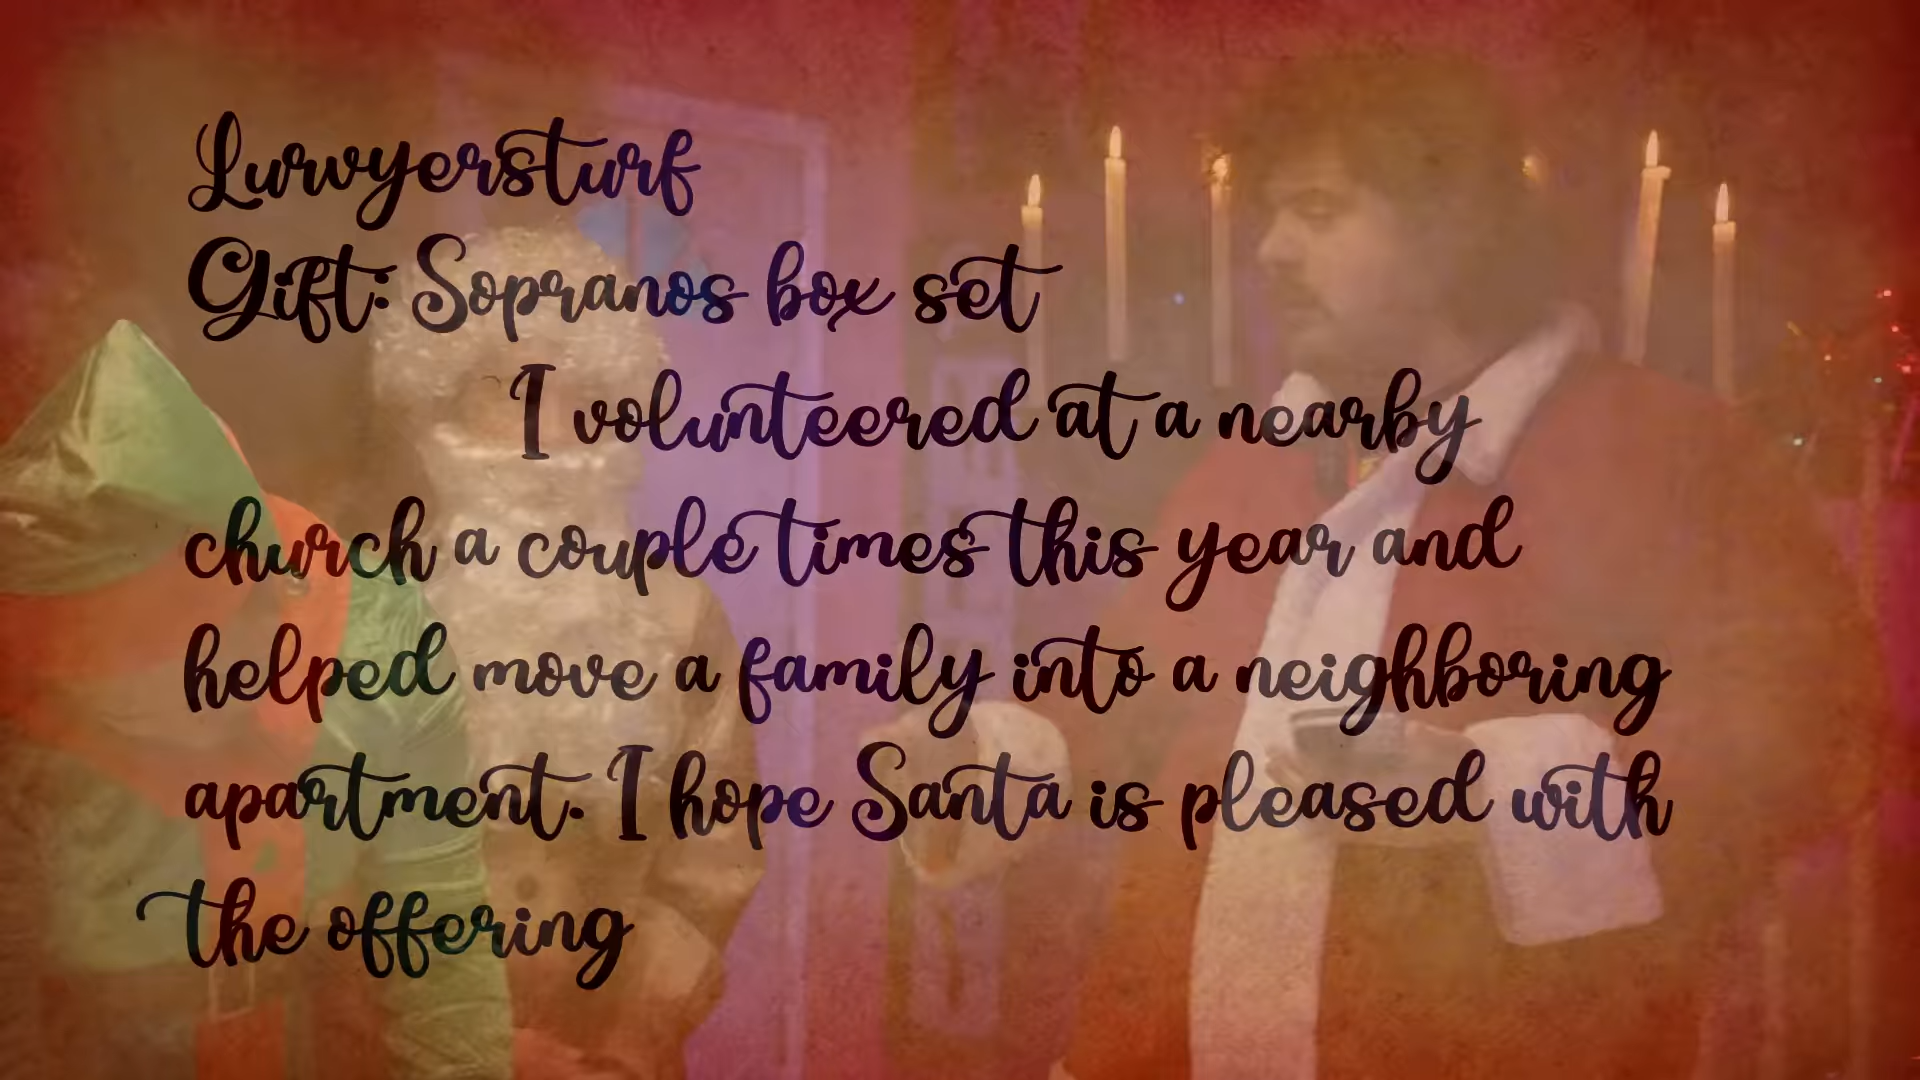 Lurvyersturf
Gift: Sopranos box set
I volunteered at a nearby
church a couple times this year and
helped move a family into a neighboring
apartment. I hope Santa is pleased with
the offering